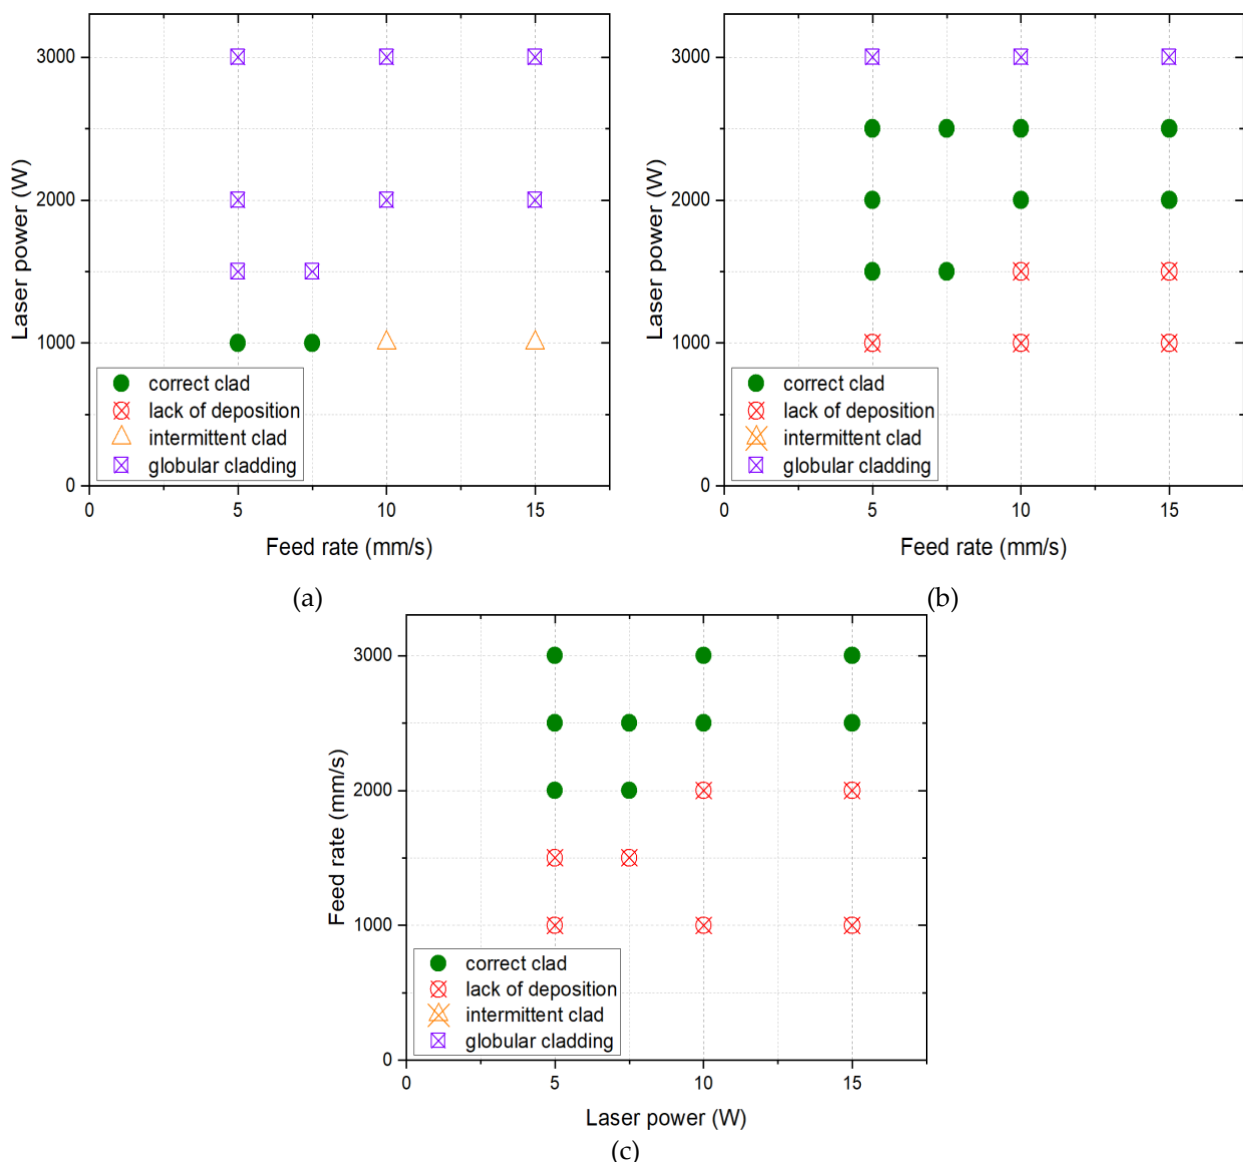 3000
2000
1000
0
Laser power (W)
correct clad
lack of deposition
intermittent clad
globular cladding
0 5 10 15
Feed rate (mm/s)
(a)
3000
2000
1000
0
Laser power (W)
correct clad
lack of deposition
intermittent clad
globular cladding
0 5 10 15
Feed rate (mm/s)
(b)
3000
2000
1000
0
Feed rate (mm/s)
correct clad
lack of deposition
intermittent clad
globular cladding
0 5 10 15
Laser power (W)
(c)